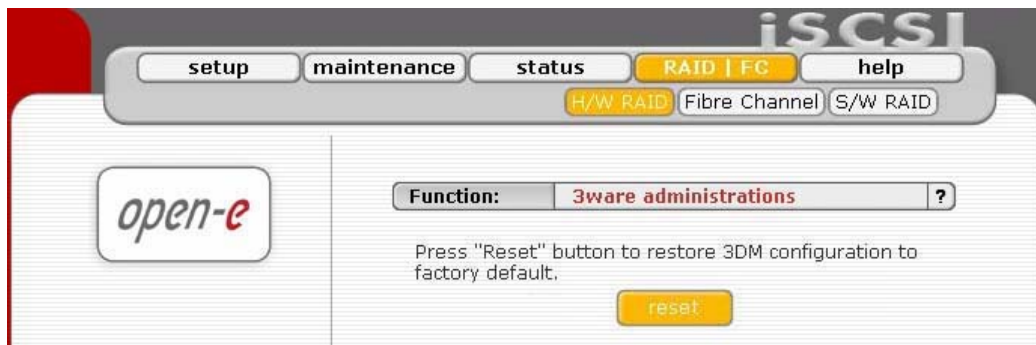 iSCSI
setup maintenance status RAID | FC help
H/W RAID Fibre Channel S/W RAID
open-e
Function: 3ware administrations ?
Press "Reset" button to restore 3DM configuration to
factory default.
reset